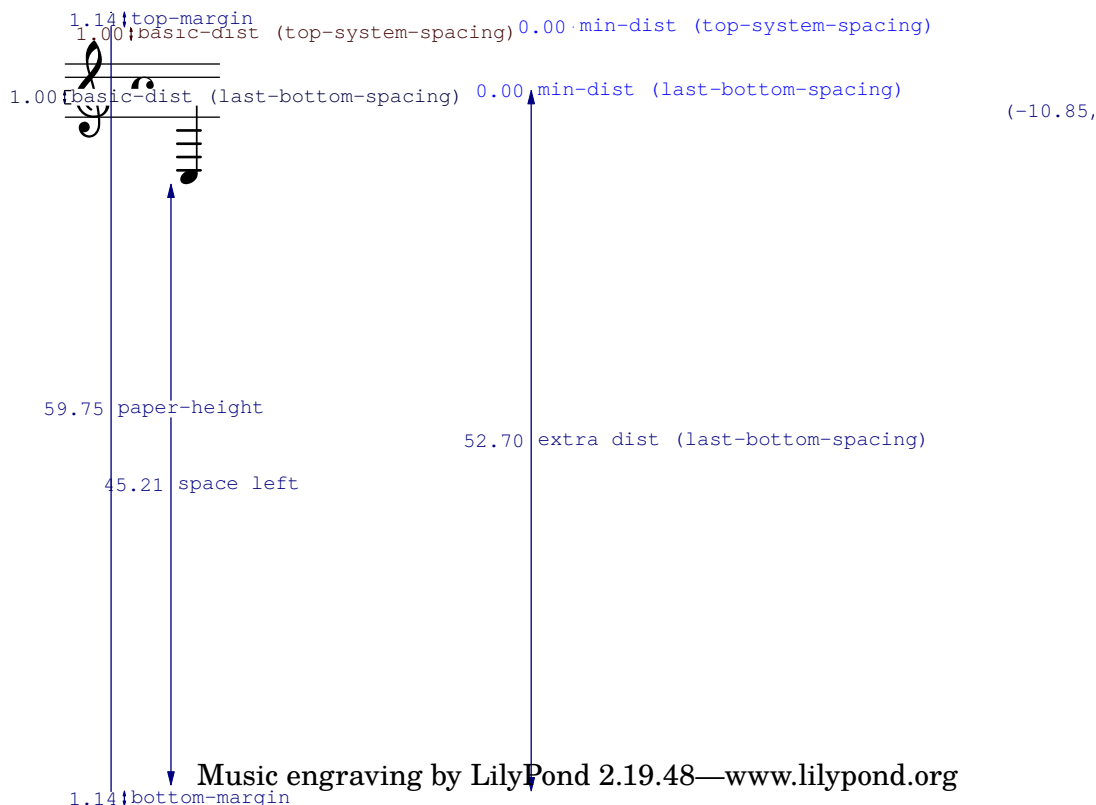 1.14 top-margin
1.00 basic-dist (top-system-spacing) 0.00 min-dist (top-system-spacing)
1.00 basic-dist (last-bottom-spacing) 0.00 min-dist (last-bottom-spacing)
(-10.85,
59.75 paper-height
52.70 extra dist (last-bottom-spacing)
45.21 space left
Music engraving by LilyPond 2.19.48—www.lilypond.org
1.14 bottom-margin